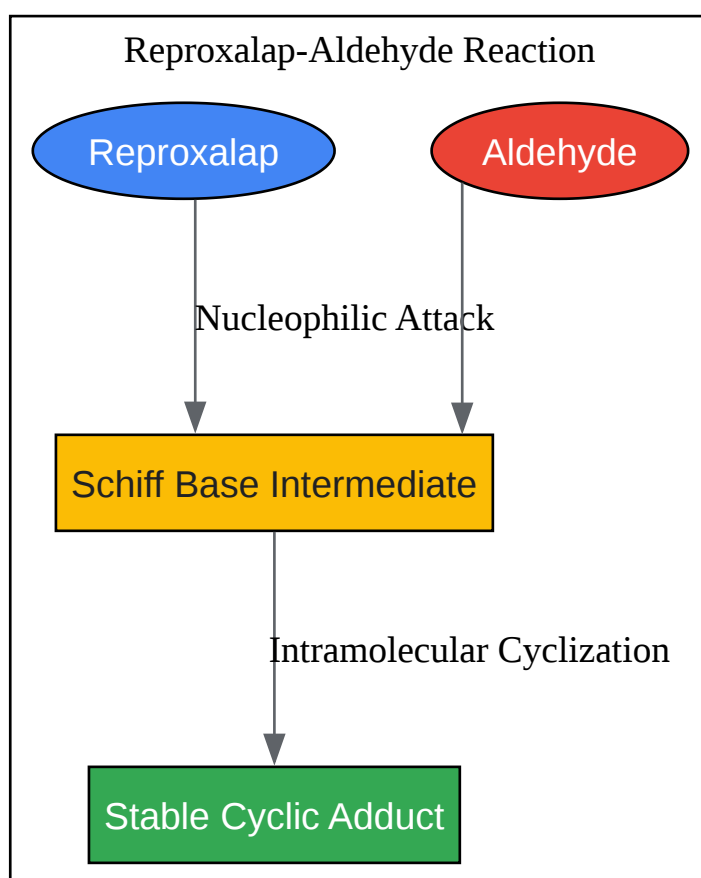 Reproxalap-Aldehyde Reaction
Reproxalap
Aldehyde
Nucleophilic Attack
Schiff Base Intermediate
Intramolecular Cyclization
Stable Cyclic Adduct